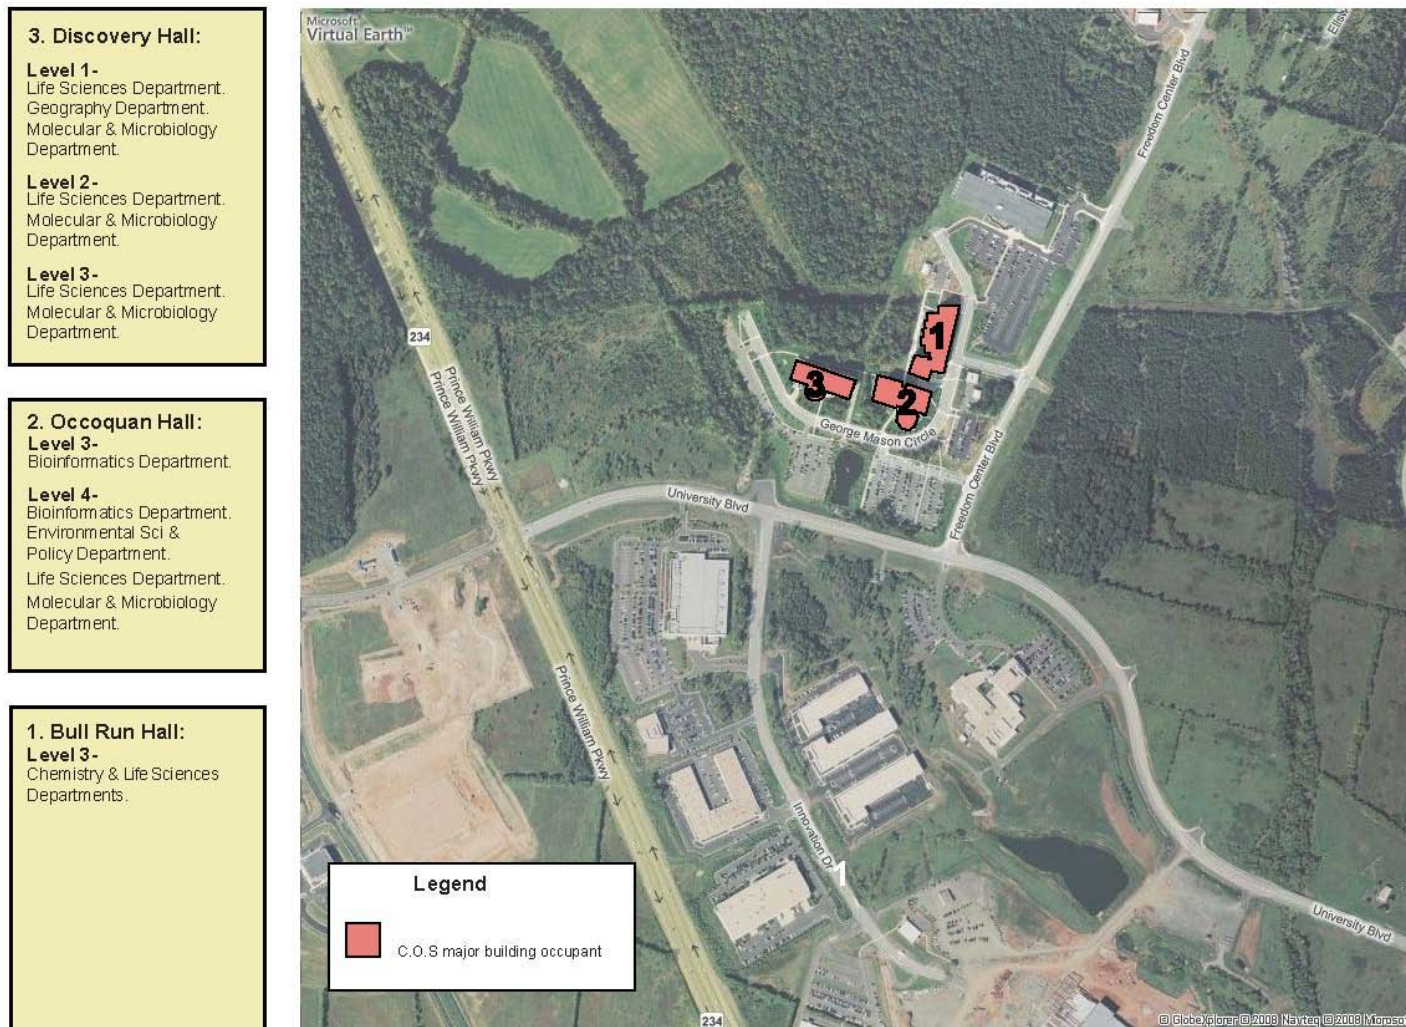 3. Discovery Hall:
Level 1-
Life Sciences Department.
Geography Department.
Molecular & Microbiology
Department.
Level 2-
Life Sciences Department.
Molecular & Microbiology
Department.
Level 3-
Life Sciences Department.
Molecular & Microbiology
Department.
2. Occoquan Hall:
Level 3-
Bioinformatics Department.
Level 4-
Bioinformatics Department.
Environmental Sci &
Policy Department.
Life Sciences Department.
Molecular & Microbiology
Department.
1. Bull Run Hall:
Level 3-
Chemistry & Life Sciences
Departments.
Microsoft
Virtual Earth™
Freedom Center Blvd
234
Prince William Pkwy
Prince William Pkwy
1
3
2
George Mason Circle
Freedom Center Blvd
University Blvd
Prince William Pkwy
Innovation Dr
1
University Blvd
Legend
C.O.S major building occupant
234